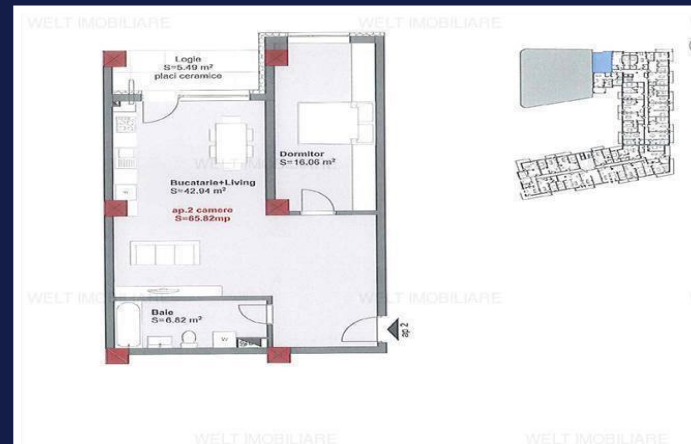 WELT IMOBILIARE
WELT IMOBILIARE
Logie
S=5.49 m²
placi ceramice
Dormitor
S=16.06 m²
Bucatarie+Living
S=42.94 m²
ap.2 camere
S=65.82mp
WELT IMOBILIARE
WELT IMOBILIARE
Baie
S=6.82 m²
W
ap 2
WELT IMOBILIARE
WELT IMOBILIARE